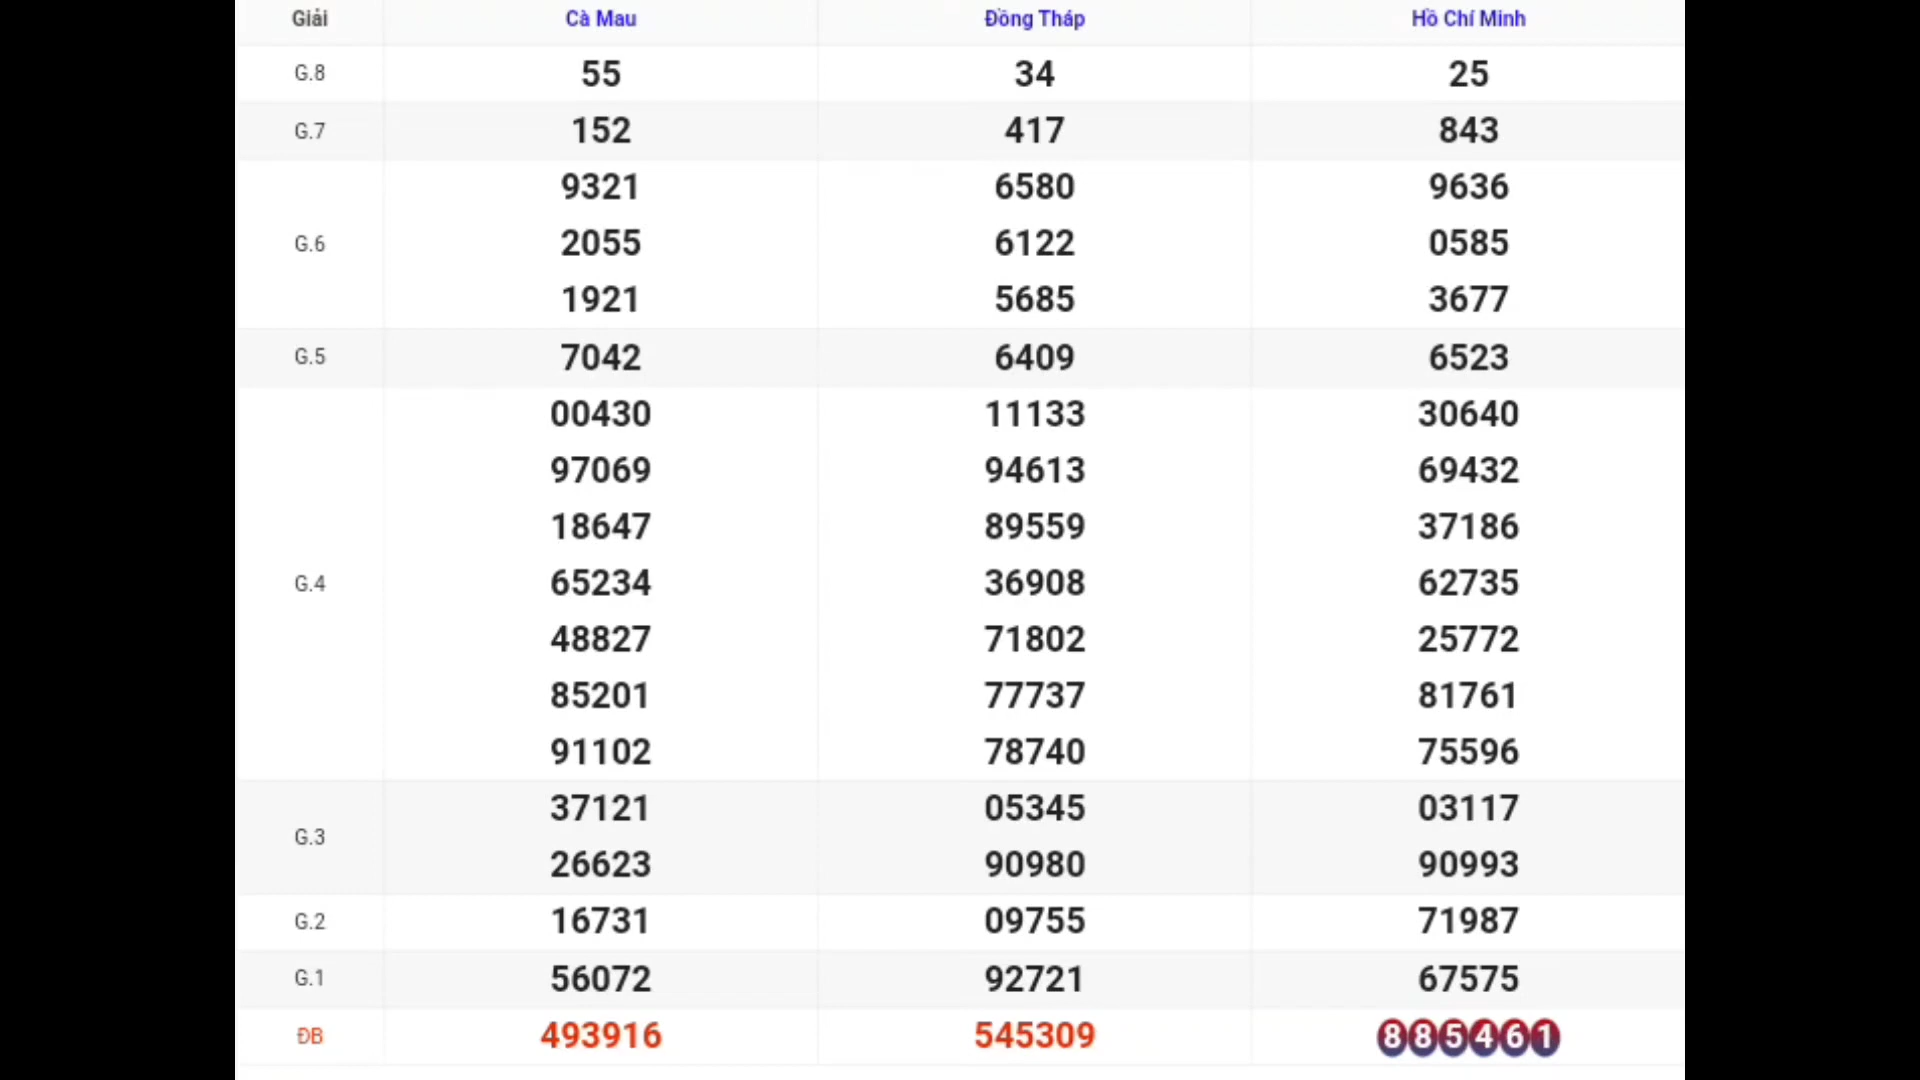 Giải Cà Mau Đồng Tháp Hồ Chí Minh
G.8 55 34 25
G.7 152 417 843
9321 6580 9636
G.6 2055 6122 0585
1921 5685 3677
G.5 7042 6409 6523
00430 11133 30640
97069 94613 69432
18647 89559 37186
G.4 65234 36908 62735
48827 71802 25772
85201 77737 81761
91102 78740 75596
G.3 37121 05345 03117
26623 90980 90993
G.2 16731 09755 71987
G.1 56072 92721 67575
ĐB 493916 545309 885461